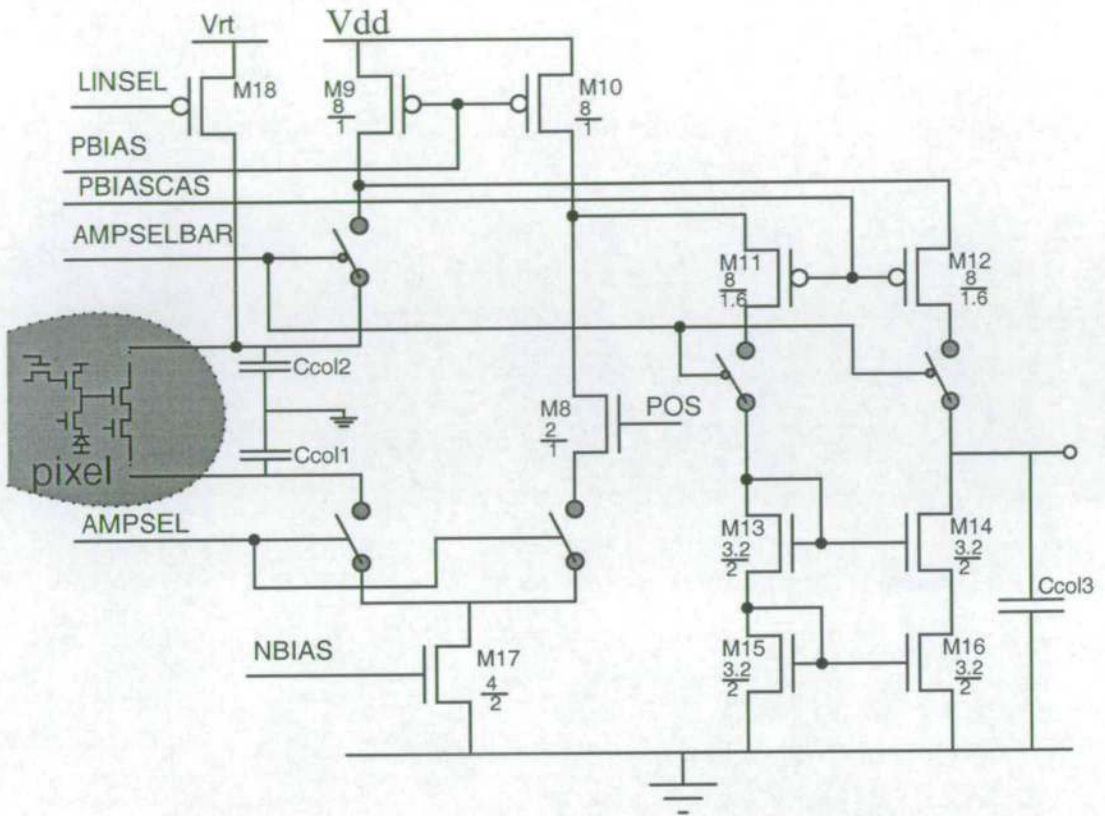 Vrt
Vdd
LINSEL
M18
M9
8
1
M10
8
1
PBIAS
PBIASCAS
AMPSELBAR
M11
8
1.6
M12
8
1.6
Ccol2
M8
2
1
POS
Ccol1
pixel
AMPSEL
M13
3.2
2
M14
3.2
2
Ccol3
NBIAS
M17
4
2
M15
3.2
2
M16
3.2
2